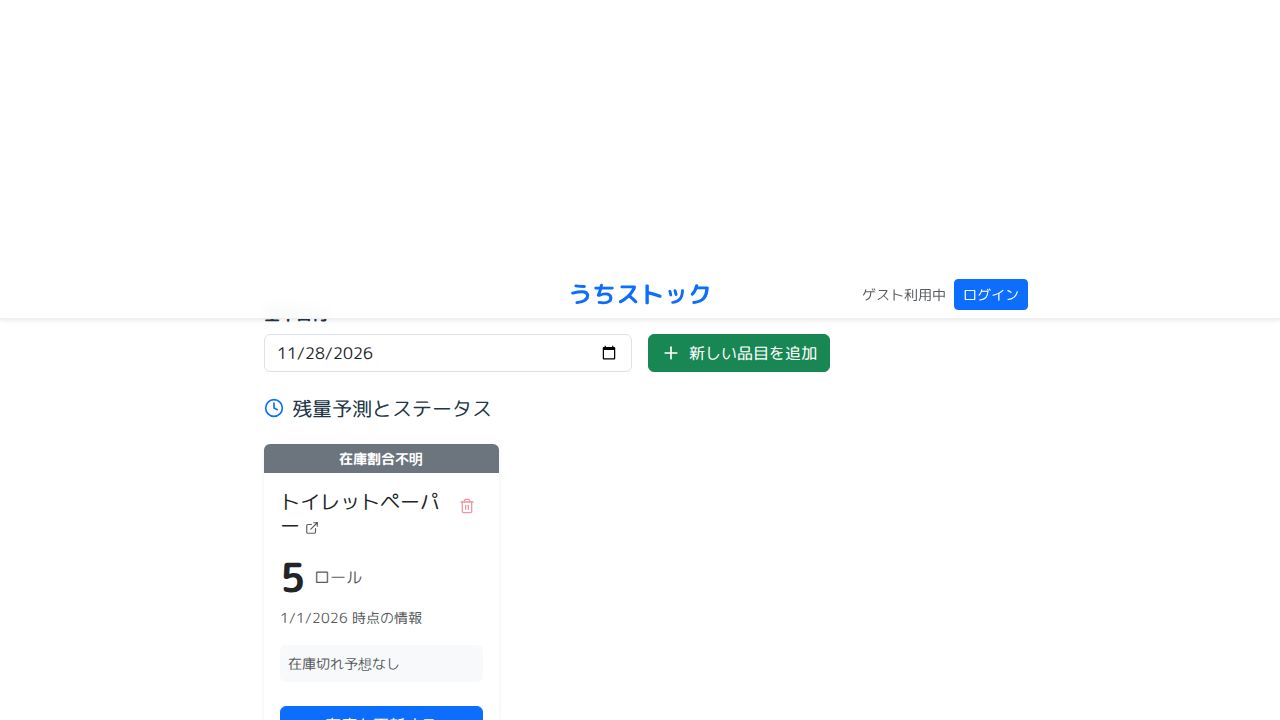 うちストック
ゲスト利用中
ログイン
11/28/2026
新しい品目を追加
残量予測とステータス
在庫割合不明
トイレットペーパ
ー
5 ロール
1/1/2026 時点の情報
在庫切れ予想なし